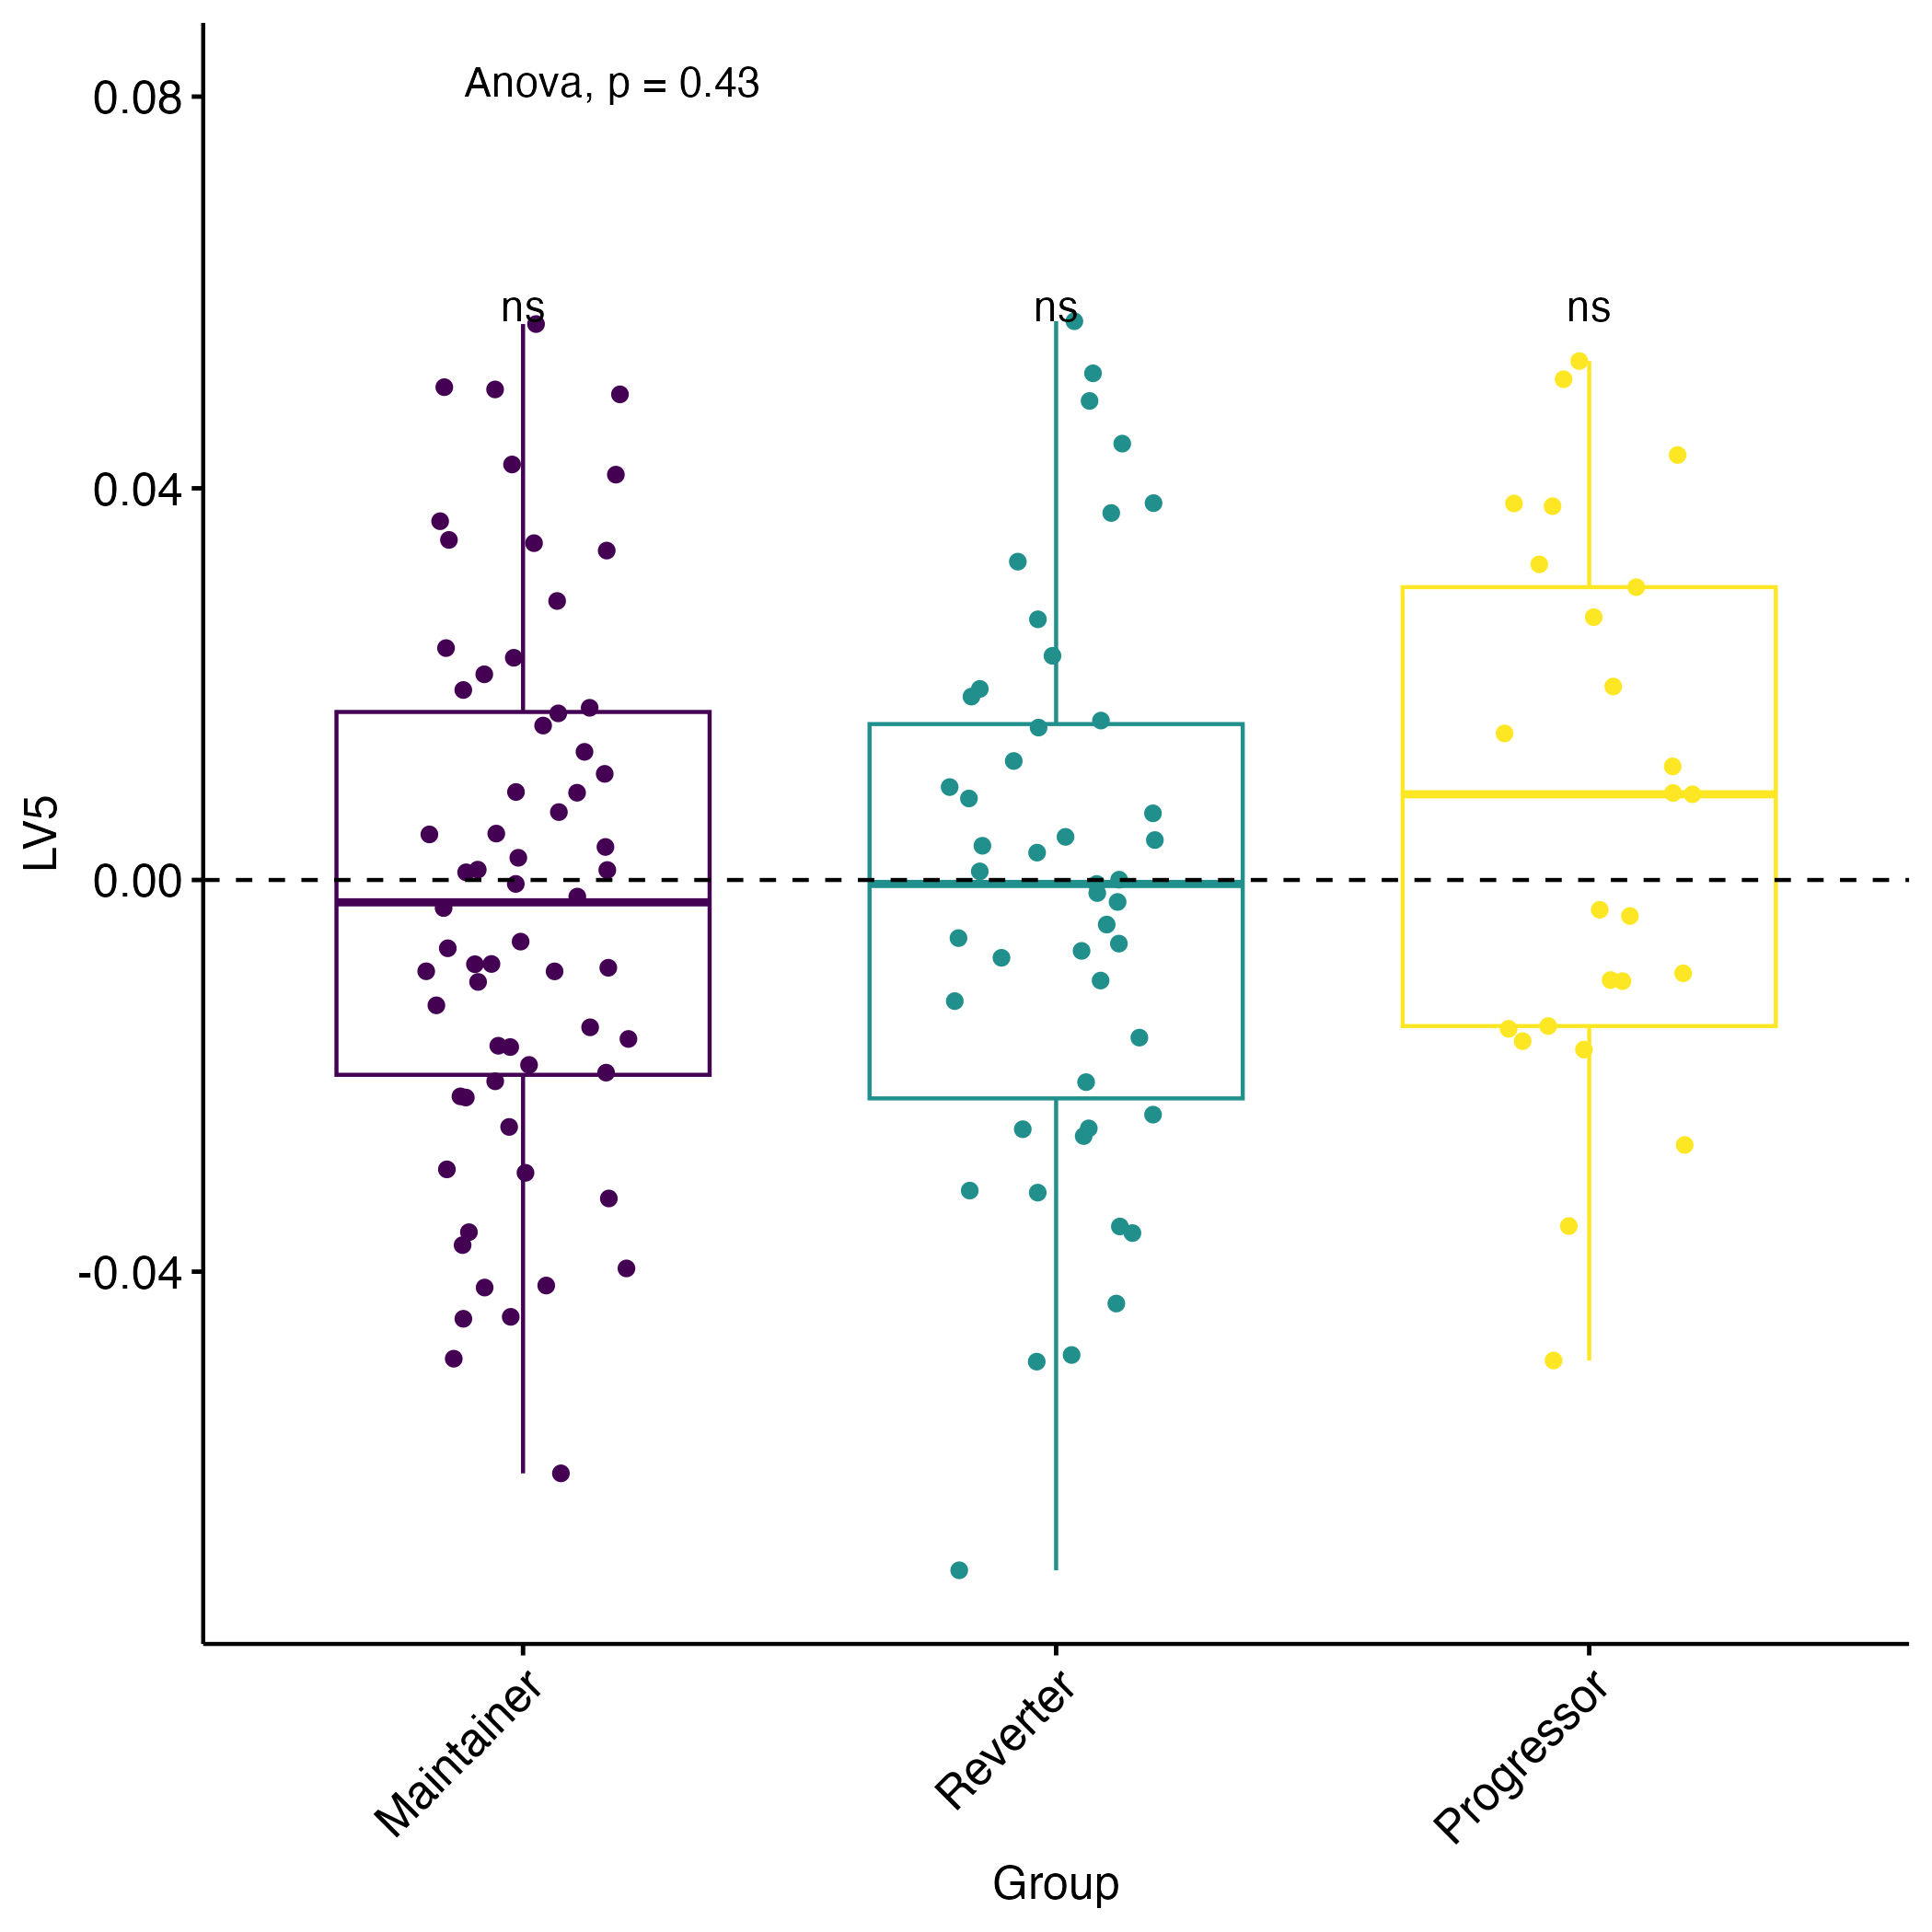 Anova, p = 0.43
0.08
0.04
0.00
-0.04
LV5
ns ns ns
Maintainer
Reverter
Progressor
Group